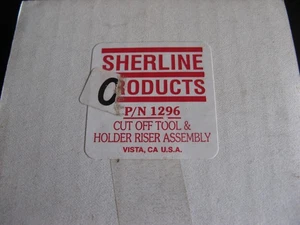 SHERLINE
PRODUCTS
P/N 1296
CUT OFF TOOL &
HOLDER RISER ASSEMBLY
VISTA, CA U.S.A.